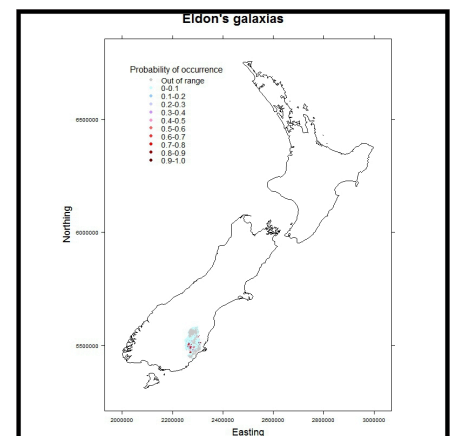 Eldon's galaxias
Probability of occurrence
Out of range
0-0.1
0.1-0.2
0.2-0.3
0.3-0.4
0.4-0.5
0.5-0.6
0.6-0.7
0.7-0.8
0.8-0.9
0.9-1.0
Northing
6500000
6000000
5500000
2000000 2200000 2400000 2600000 2800000 3000000
Easting